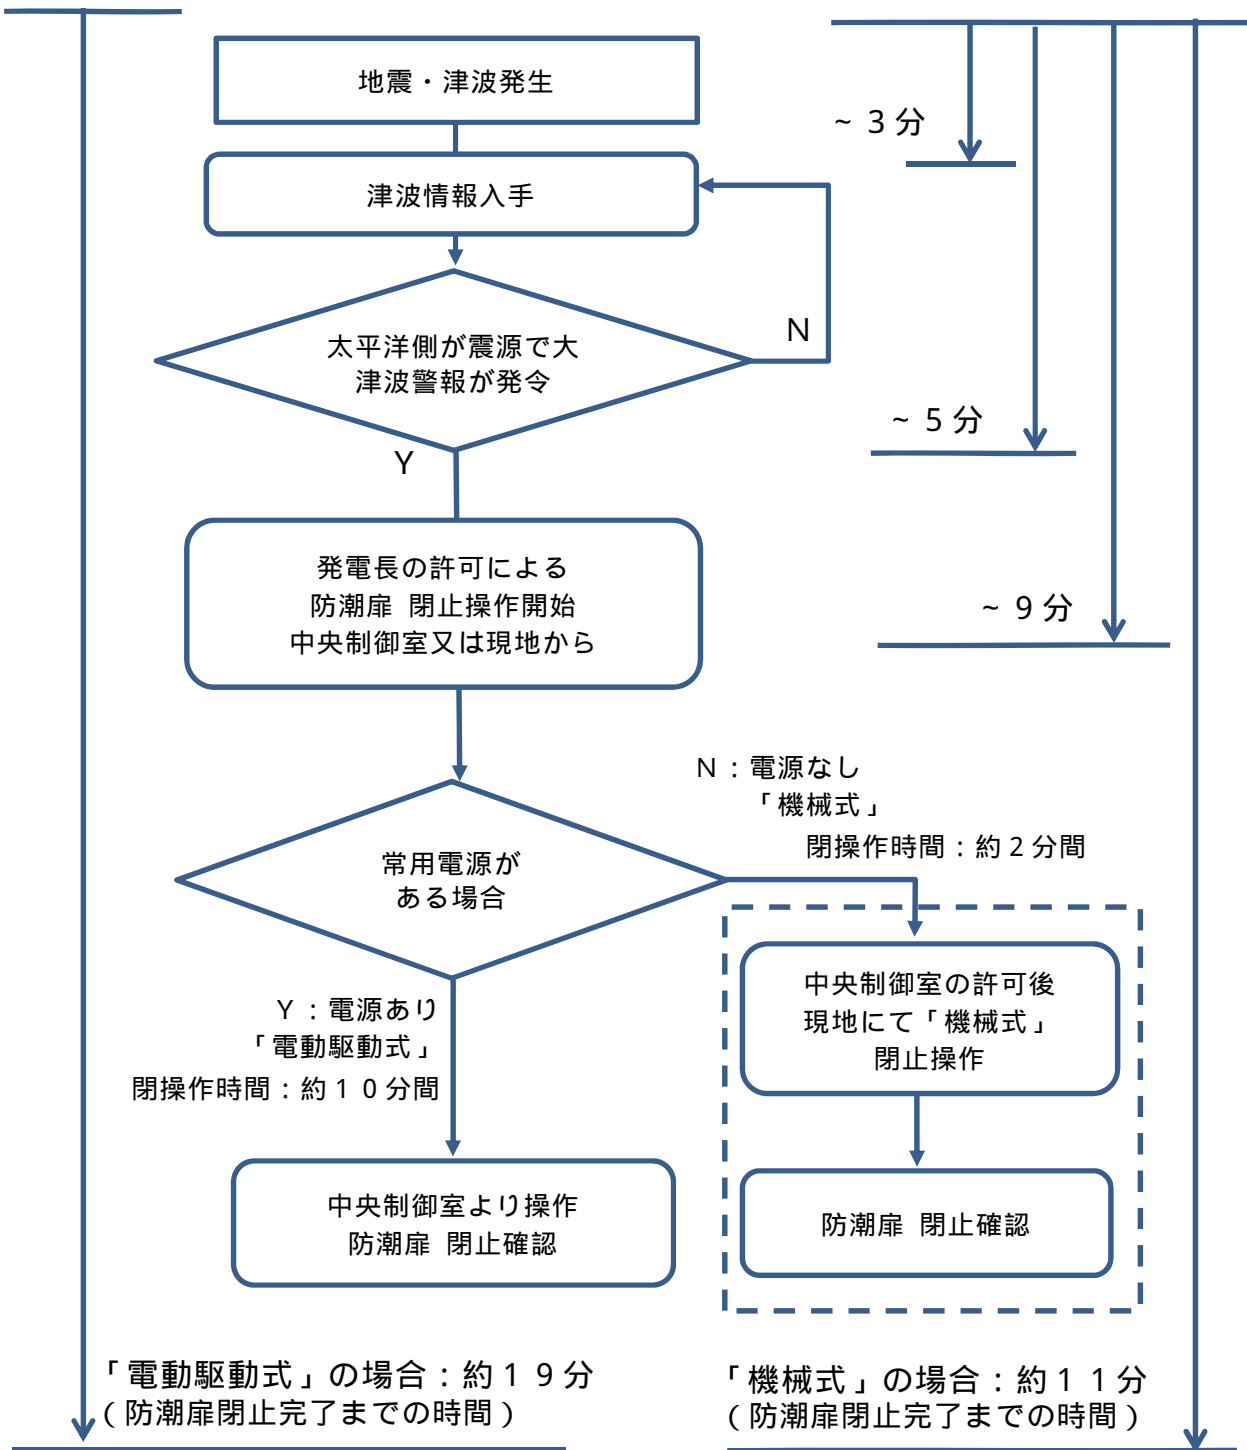 地震・津波発生
~ 3分
津波情報入手
N
太平洋側が震源で大
津波警報が発令
~ 5分
Y
発電長の許可による
防潮扉 閉止操作開始
中央制御室又は現地から
~ 9分
N：電源なし
「機械式」
閉操作時間：約2分間
常用電源が
ある場合
Y：電源あり
「電動駆動式」
閉操作時間：約10分間
中央制御室の許可後
現地にて「機械式」
閉止操作
中央制御室より操作
防潮扉 閉止確認
防潮扉 閉止確認
「電動駆動式」の場合：約19分
（防潮扉閉止完了までの時間）
「機械式」の場合：約11分
（防潮扉閉止完了までの時間）